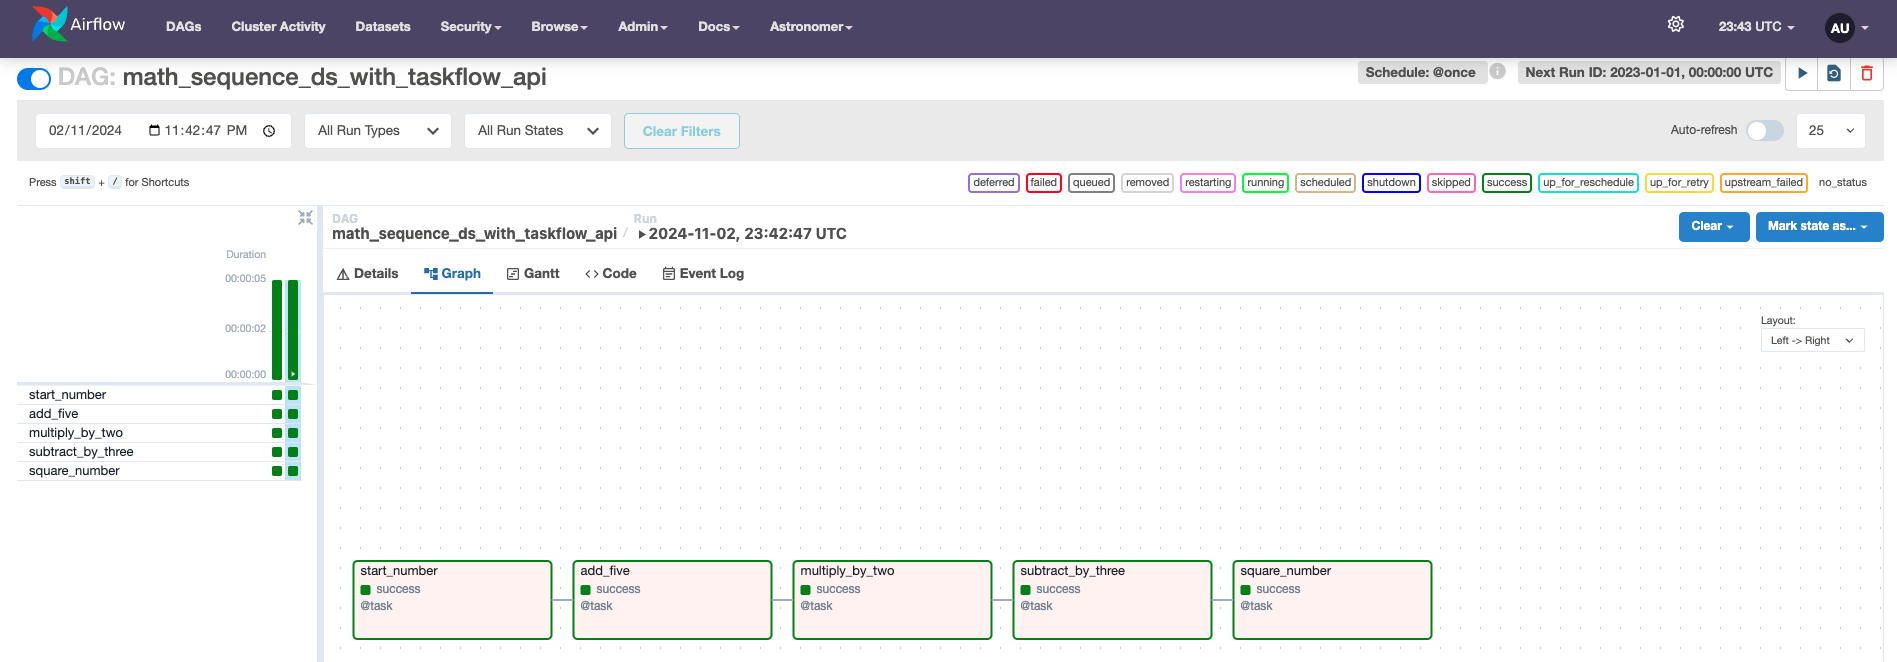 Airflow DAGs Cluster Activity Datasets Security Browse Admin Docs Astronomer 23:43 UTC AU
DAG: math_sequence_ds_with_taskflow_api Schedule: @once i Next Run ID: 2023-01-01, 00:00:00 UTC
02/11/2024 11:42:47 PM All Run Types All Run States Clear Filters Auto-refresh 25
Press shift + / for Shortcuts deferred failed queued removed restarting running scheduled shutdown skipped success up_for_reschedule up_for_retry upstream_failed no_status
DAG Run
math_sequence_ds_with_taskflow_api / 2024-11-02, 23:42:47 UTC Clear Mark state as...
Details Graph Gantt <> Code Event Log
Duration
00:00:05
00:00:02
00:00:00
start_number
add_five
multiply_by_two
subtract_by_three
square_number
Layout:
Left -> Right
start_number
success
@task
add_five
success
@task
multiply_by_two
success
@task
subtract_by_three
success
@task
square_number
success
@task